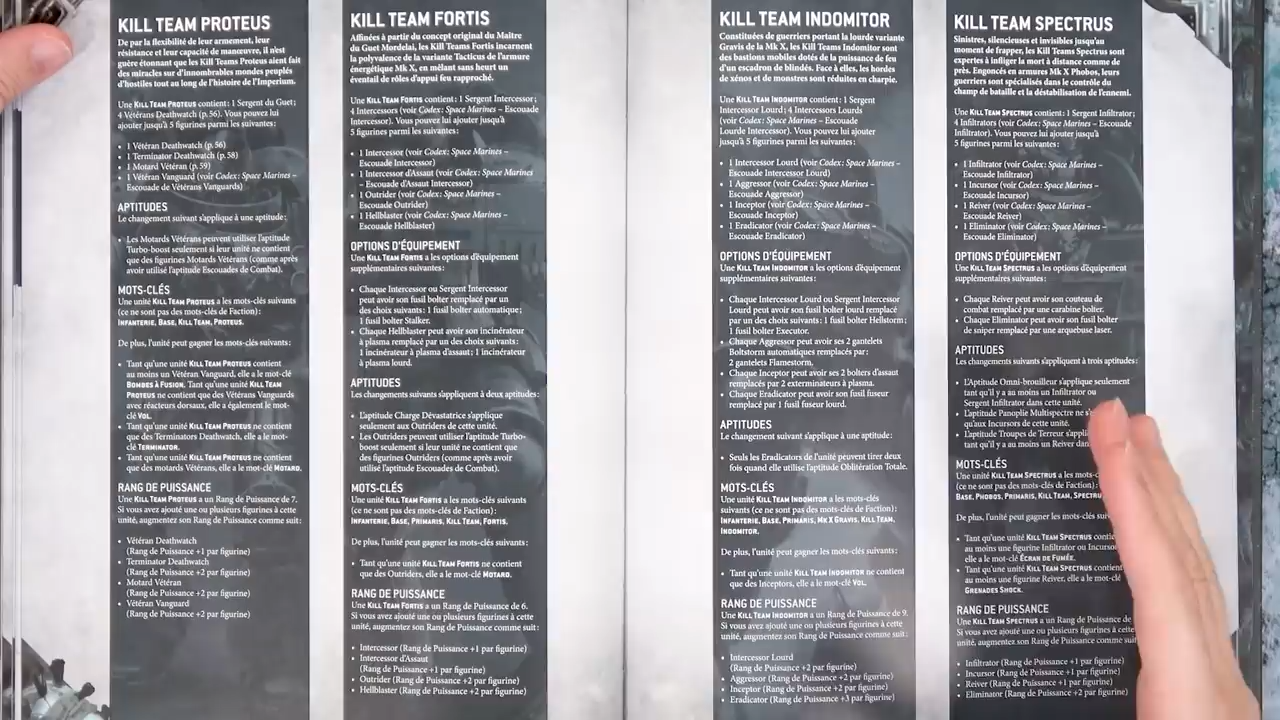 KILL TEAM PROTEUS
De par la flexibilité de leur armement, leur
résistance et leur capacité de manœuvre, il n'est
guère étonnant que les Kill Teams Proteus aient fait
des miracles sur d'innombrables mondes peuplés
d'hostiles tout au long de l'histoire de l'Imperium.
Une KILL TEAM PROTEUS contient : 1 Sergent du Guet ;
4 Vétérans Deathwatch (p.56). Vous pouvez lui
ajouter jusqu'à 5 figurines parmi les suivantes :
• 1 Vétéran Deathwatch (p.56)
• 1 Terminator Deathwatch (p.58)
• 1 Motard Vétéran (p.59)
• 1 Vétéran Vanguard (voir Codex : Space Marines –
Escouade de Vétérans Vanguards)
APTITUDES
Le changement suivant s'applique à une aptitude :
• Les Motards Vétérans peuvent utiliser l'aptitude
Turbo-boost seulement si leur unité ne contient
que des figurines Motards Vétérans (comme après
avoir utilisé l'aptitude Escouades de Combat).
MOTS-CLÉS
Une unité KILL TEAM PROTEUS a les mots-clés suivants
(ce ne sont pas des mots-clés de Faction) :
INFANTERIE, BASE, KILL TEAM, PROTEUS.
De plus, l'unité peut gagner les mots-clés suivants :
• Tant qu'une unité KILL TEAM PROTEUS contient
au moins un Vétéran Vanguard, elle a le mot-clé
BOMBES À FUSION. Tant qu'une unité KILL TEAM
PROTEUS ne contient que des Vétérans Vanguards
avec réacteurs dorsaux, elle a également le mot-
clé VOL.
• Tant qu'une unité KILL TEAM PROTEUS ne contient
que des Terminators Deathwatch, elle a le mot-
clé TERMINATOR.
• Tant qu'une unité KILL TEAM PROTEUS ne contient
que des motards Vétérans, elle a le mot-clé MOTARD.
RANG DE PUISSANCE
Une KILL TEAM PROTEUS a un Rang de Puissance de 7.
Si vous avez ajouté une ou plusieurs figurines à cette
unité, augmentez son Rang de Puissance comme suit :
• Vétéran Deathwatch
(Rang de Puissance +1 par figurine)
• Terminator Deathwatch
(Rang de Puissance +2 par figurine)
• Motard Vétéran
(Rang de Puissance +2 par figurine)
• Vétéran Vanguard
(Rang de Puissance +2 par figurine)
KILL TEAM FORTIS
Affinées à partir du concept original du Maître
du Guet Mordelai, les Kill Teams Fortis incarnent
la polyvalence de la variante Tacticus de l'armure
énergétique Mk X, en mêlant sans heurt un
éventail de rôles d'appui feu rapproché.
Une KILL TEAM FORTIS contient : 1 Sergent Intercessor ;
4 Intercessors (voir Codex : Space Marines – Escouade
Intercessor). Vous pouvez lui ajouter jusqu'à
5 figurines parmi les suivantes :
• 1 Intercessor (voir Codex : Space Marines –
Escouade Intercessor)
• 1 Intercessor d'Assaut (voir Codex : Space Marines
– Escouade d'Assaut Intercessor)
• 1 Outrider (voir Codex : Space Marines –
Escouade Outrider)
• 1 Hellblaster (voir Codex : Space Marines –
Escouade Hellblaster)
OPTIONS D'ÉQUIPEMENT
Une KILL TEAM FORTIS a les options d'équipement
supplémentaires suivantes :
• Chaque Intercessor ou Sergent Intercessor
peut avoir son fusil bolter remplacé par un
des choix suivants : 1 fusil bolter automatique ;
1 fusil bolter Stalker.
• Chaque Hellblaster peut avoir son incinérateur
à plasma remplacé par un des choix suivants :
1 incinérateur à plasma d'assaut ; 1 incinérateur
à plasma lourd.
APTITUDES
Les changements suivants s'appliquent à deux aptitudes :
• L'aptitude Charge Dévastatrice s'applique
seulement aux Outriders de cette unité.
• Les Outriders peuvent utiliser l'aptitude Turbo-
boost seulement si leur unité ne contient que
des figurines Outriders (comme après avoir
utilisé l'aptitude Escouades de Combat).
MOTS-CLÉS
Une unité KILL TEAM FORTIS a les mots-clés suivants
(ce ne sont pas des mots-clés de Faction) :
INFANTERIE, BASE, PRIMARIS, KILL TEAM, FORTIS.
De plus, l'unité peut gagner les mots-clés suivants :
• Tant qu'une unité KILL TEAM FORTIS ne contient
que des Outriders, elle a le mot-clé MOTARD.
RANG DE PUISSANCE
Une KILL TEAM FORTIS a un Rang de Puissance de 6.
Si vous avez ajouté une ou plusieurs figurines à cette
unité, augmentez son Rang de Puissance comme suit :
• Intercessor (Rang de Puissance +1 par figurine)
• Intercessor d'Assaut
(Rang de Puissance +1 par figurine)
• Outrider (Rang de Puissance +2 par figurine)
• Hellblaster (Rang de Puissance +2 par figurine)
KILL TEAM INDOMITOR
Constituées de guerriers portant la lourde variante
Gravis de la Mk X, les Kill Teams Indomitor sont
des bastions mobiles dotés de la puissance de feu
d'un escadron de blindés. Face à elles, les hordes
de xénos et de monstres sont réduites en charpie.
Une KILL TEAM INDOMITOR contient : 1 Sergent
Intercessor Lourd ; 4 Intercessors Lourds
(voir Codex : Space Marines – Escouade
Lourde Intercessor). Vous pouvez lui ajouter
jusqu'à 5 figurines parmi les suivantes :
• 1 Intercessor Lourd (voir Codex : Space Marines –
Escouade Intercessor Lourd)
• 1 Aggressor (voir Codex : Space Marines –
Escouade Aggressor)
• 1 Inceptor (voir Codex : Space Marines –
Escouade Inceptor)
• 1 Eradicator (voir Codex : Space Marines –
Escouade Eradicator)
OPTIONS D'ÉQUIPEMENT
Une KILL TEAM INDOMITOR a les options d'équipement
supplémentaires suivantes :
• Chaque Intercessor Lourd ou Sergent Intercessor
Lourd peut avoir son fusil bolter lourd remplacé
par un des choix suivants : 1 fusil bolter Hellstorm ;
1 fusil bolter Executor.
• Chaque Aggressor peut avoir ses 2 gantelets
Boltstorm automatiques remplacés par :
2 gantelets Flamestorm.
• Chaque Inceptor peut avoir ses 2 bolters d'assaut
remplacés par 2 exterminators à plasma.
• Chaque Eradicator peut avoir son fusil fuseur
remplacé par 1 fusil fuseur lourd.
APTITUDES
Le changement suivant s'applique à une aptitude :
• Seuls les Eradicators de l'unité peuvent tirer deux
fois quand elle utilise l'aptitude Oblitération Totale.
MOTS-CLÉS
Une unité KILL TEAM INDOMITOR a les mots-clés
suivants (ce ne sont pas des mots-clés de Faction) :
INFANTERIE, BASE, PRIMARIS, MK X GRAVIS, KILL TEAM,
INDOMITOR.
De plus, l'unité peut gagner les mots-clés suivants :
• Tant qu'une unité KILL TEAM INDOMITOR ne contient
que des Inceptors, elle a le mot-clé VOL.
RANG DE PUISSANCE
Une KILL TEAM INDOMITOR a un Rang de Puissance de 9.
Si vous avez ajouté une ou plusieurs figurines à cette
unité, augmentez son Rang de Puissance comme suit :
• Intercessor Lourd
(Rang de Puissance +2 par figurine)
• Aggressor (Rang de Puissance +2 par figurine)
• Inceptor (Rang de Puissance +2 par figurine)
• Eradicator (Rang de Puissance +3 par figurine)
KILL TEAM SPECTRUS
Sinistres, silencieuses et invisibles jusqu'au
moment de frapper, les Kill Teams Spectrus sont
expertes à infliger la mort à distance comme de
près. Engoncés en armures Mk X Phobos, leurs
guerriers sont spécialisés dans le contrôle du
champ de bataille et la déstabilisation de l'ennemi.
Une KILL TEAM SPECTRUS contient : 1 Sergent Infiltrator ;
4 Infiltrators (voir Codex : Space Marines – Escouade
Infiltrator). Vous pouvez lui ajouter jusqu'à
5 figurines parmi les suivantes :
• 1 Infiltrator (voir Codex : Space Marines –
Escouade Infiltrator)
• 1 Incursor (voir Codex : Space Marines –
Escouade Incursor)
• 1 Reiver (voir Codex : Space Marines –
Escouade Reiver)
• 1 Eliminator (voir Codex : Space Marines –
Escouade Eliminator)
OPTIONS D'ÉQUIPEMENT
Une KILL TEAM SPECTRUS a les options d'équipement
supplémentaires suivantes :
• Chaque Reiver peut avoir son couteau de
combat remplacé par une carabine bolter.
• Chaque Eliminator peut avoir son fusil bolter
de sniper remplacé par une arquebuse laser.
APTITUDES
Les changements suivants s'appliquent à trois aptitudes :
• L'Aptitude Omni-brouilleur s'applique seulement
tant qu'il y a au moins un Infiltrator ou
Sergent Infiltrator dans cette unité.
• L'aptitude Panoplie Multispectre ne
qu'aux Incursors de cette unité.
• L'aptitude Troupes de Terreur
tant qu'il y a au moins un Reiver
MOTS-CLÉS
Une unité KILL TEAM SPECTRUS a les
(ce ne sont pas des mots-clés de Faction) :
BASE, PHOBOS, PRIMARIS, KILL TEAM,
De plus, l'unité peut gagner les mots-clés
• Tant qu'une unité KILL TEAM SPECTRUS
au moins une figurine Infiltrator ou
elle a le mot-clé ÉCRAN DE FUMÉE.
• Tant qu'une unité KILL TEAM SPECTRUS contient
au moins une figurine Reiver, elle a le mot-clé
GRENADES SHOCK.
RANG DE PUISSANCE
Une KILL TEAM SPECTRUS a un Rang de Puissance de
Si vous avez ajouté une ou plusieurs figurines à cette
unité, augmentez son Rang de Puissance comme suit :
• Infiltrator (Rang de Puissance +1 par figurine)
• Incursor (Rang de Puissance +1 par figurine)
• Reiver (Rang de Puissance +1 par figurine)
• Eliminator (Rang de Puissance +2 par figurine)